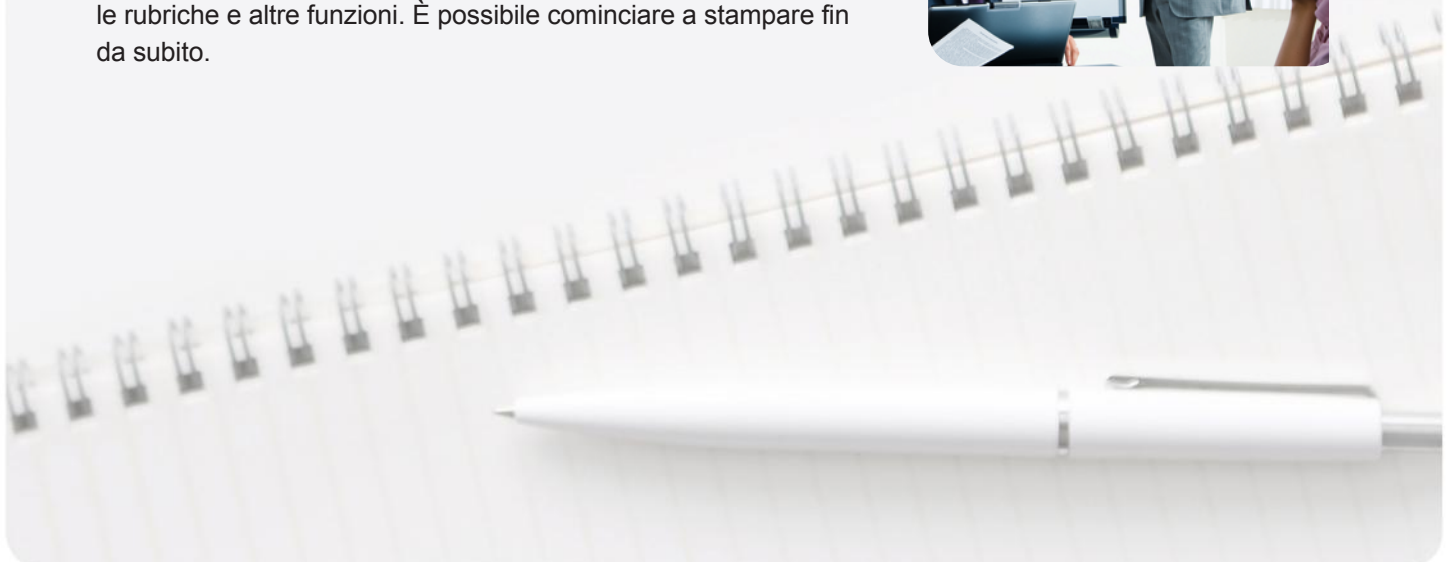 le rubriche e altre funzioni. È possibile cominciare a stampare fin
da subito.